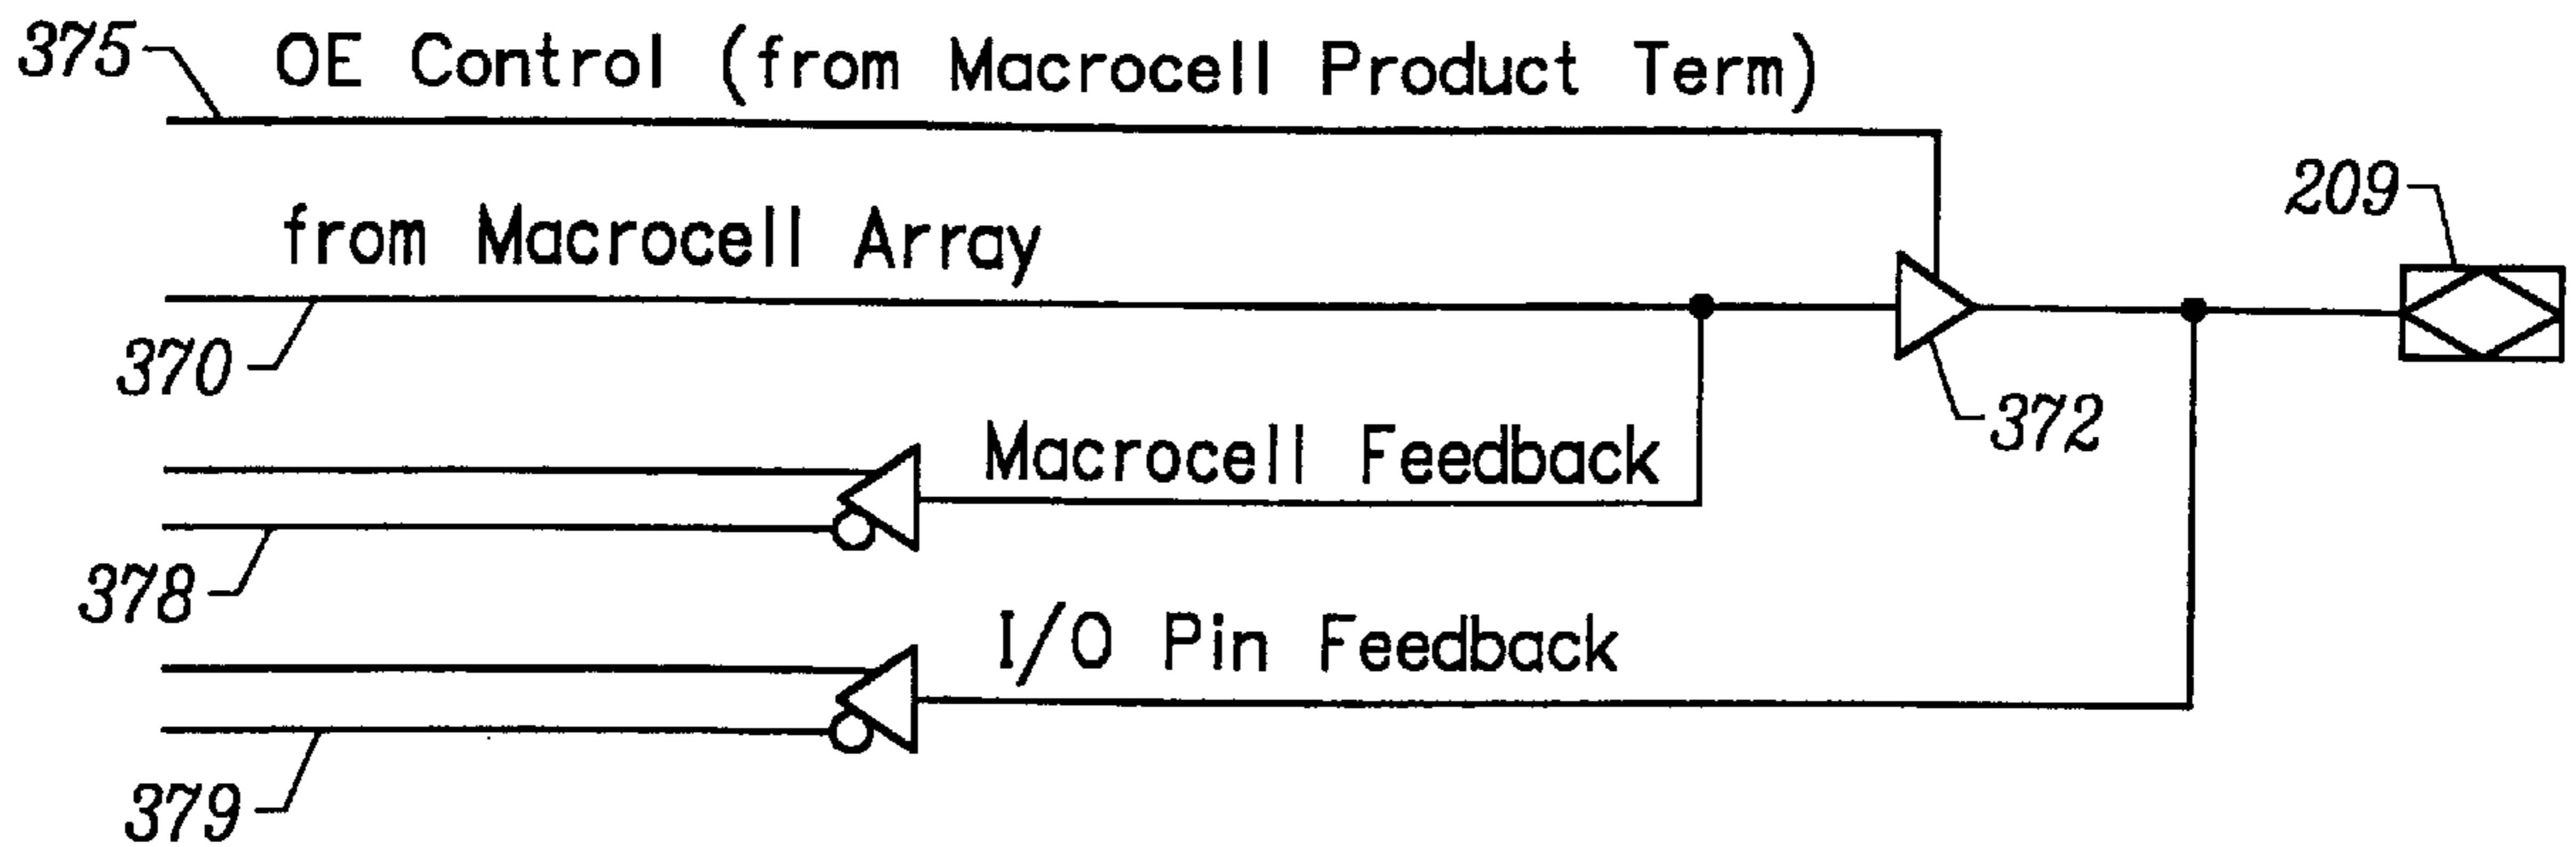 375
OE Control (from Macrocell Product Term)
209
from Macrocell Array
370
372
Macrocell Feedback
378
I/O Pin Feedback
379